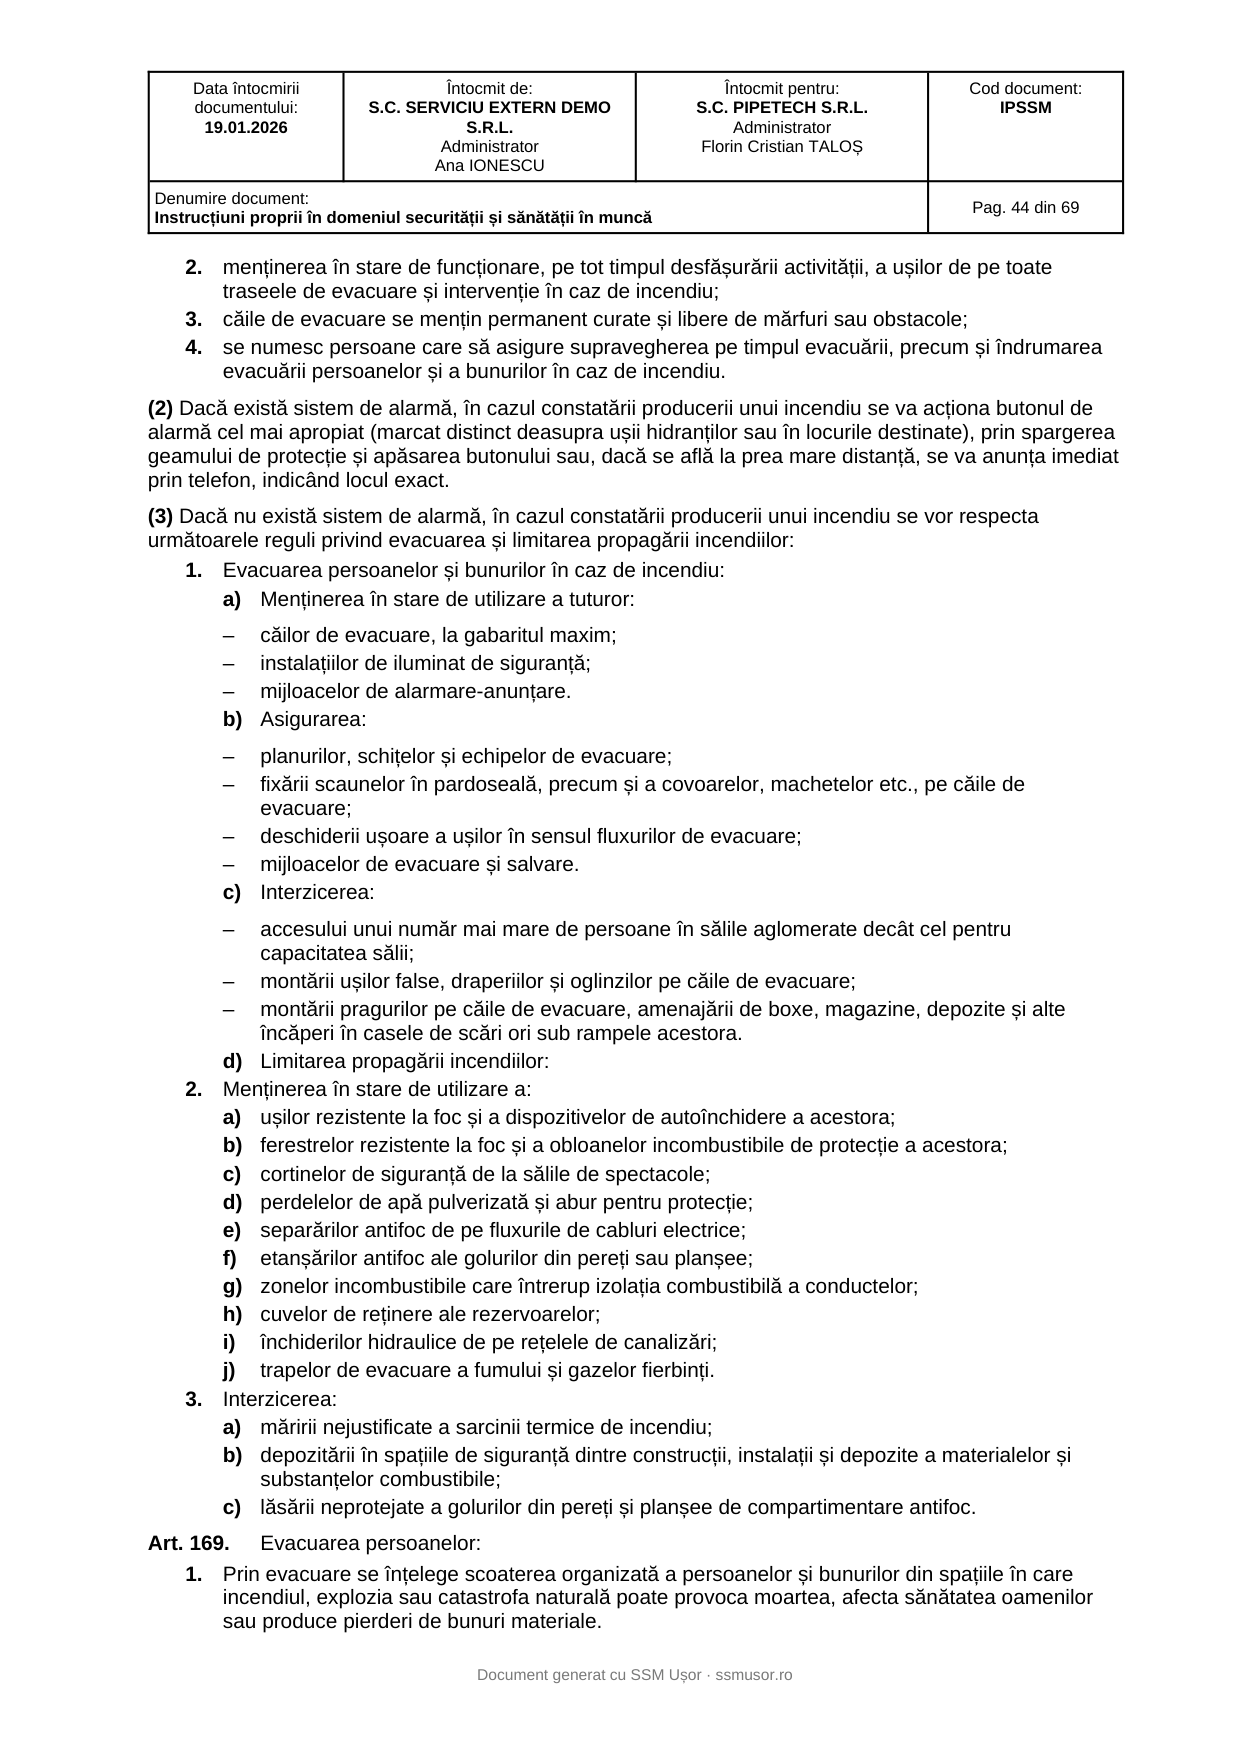 Data întocmirii
documentului:
19.01.2026
Întocmit de:
S.C. SERVICIU EXTERN DEMO
S.R.L.
Administrator
Ana IONESCU
Întocmit pentru:
S.C. PIPETECH S.R.L.
Administrator
Florin Cristian TALOȘ
Cod document:
IPSSM
Denumire document:
Instrucțiuni proprii în domeniul securității și sănătății în muncă
Pag. 44 din 69
2. menținerea în stare de funcționare, pe tot timpul desfășurării activității, a ușilor de pe toate
traseele de evacuare și intervenție în caz de incendiu;
3. căile de evacuare se mențin permanent curate și libere de mărfuri sau obstacole;
4. se numesc persoane care să asigure supravegherea pe timpul evacuării, precum și îndrumarea
evacuării persoanelor și a bunurilor în caz de incendiu.
(2) Dacă există sistem de alarmă, în cazul constatării producerii unui incendiu se va acționa butonul de
alarmă cel mai apropiat (marcat distinct deasupra ușii hidranților sau în locurile destinate), prin spargerea
geamului de protecție și apăsarea butonului sau, dacă se află la prea mare distanță, se va anunța imediat
prin telefon, indicând locul exact.
(3) Dacă nu există sistem de alarmă, în cazul constatării producerii unui incendiu se vor respecta
următoarele reguli privind evacuarea și limitarea propagării incendiilor:
1. Evacuarea persoanelor și bunurilor în caz de incendiu:
a) Menținerea în stare de utilizare a tuturor:
– căilor de evacuare, la gabaritul maxim;
– instalațiilor de iluminat de siguranță;
– mijloacelor de alarmare-anunțare.
b) Asigurarea:
– planurilor, schițelor și echipelor de evacuare;
– fixării scaunelor în pardoseală, precum și a covoarelor, machetelor etc., pe căile de
evacuare;
– deschiderii ușoare a ușilor în sensul fluxurilor de evacuare;
– mijloacelor de evacuare și salvare.
c) Interzicerea:
– accesului unui număr mai mare de persoane în sălile aglomerate decât cel pentru
capacitatea sălii;
– montării ușilor false, draperiilor și oglinzilor pe căile de evacuare;
– montării pragurilor pe căile de evacuare, amenajării de boxe, magazine, depozite și alte
încăperi în casele de scări ori sub rampele acestora.
d) Limitarea propagării incendiilor:
2. Menținerea în stare de utilizare a:
a) ușilor rezistente la foc și a dispozitivelor de autoînchidere a acestora;
b) ferestrelor rezistente la foc și a obloanelor incombustibile de protecție a acestora;
c) cortinelor de siguranță de la sălile de spectacole;
d) perdelelor de apă pulverizată și abur pentru protecție;
e) separărilor antifoc de pe fluxurile de cabluri electrice;
f) etanșărilor antifoc ale golurilor din pereți sau planșee;
g) zonelor incombustibile care întrerup izolația combustibilă a conductelor;
h) cuvelor de reținere ale rezervoarelor;
i) închiderilor hidraulice de pe rețelele de canalizări;
j) trapelor de evacuare a fumului și gazelor fierbinți.
3. Interzicerea:
a) măririi nejustificate a sarcinii termice de incendiu;
b) depozitării în spațiile de siguranță dintre construcții, instalații și depozite a materialelor și
substanțelor combustibile;
c) lăsării neprotejate a golurilor din pereți și planșee de compartimentare antifoc.
Art. 169. Evacuarea persoanelor:
1. Prin evacuare se înțelege scoaterea organizată a persoanelor și bunurilor din spațiile în care
incendiul, explozia sau catastrofa naturală poate provoca moartea, afecta sănătatea oamenilor
sau produce pierderi de bunuri materiale.
Document generat cu SSM Ușor · ssmusor.ro